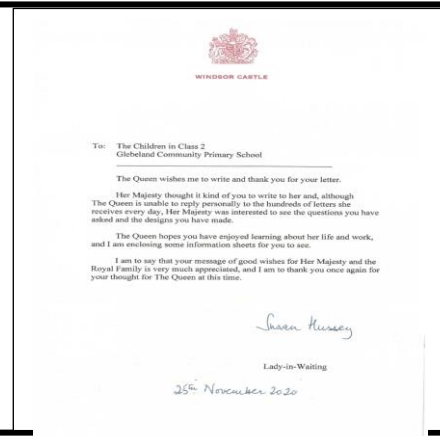 WINDSOR CASTLE
To: The Children in Class 2
Glebeland Community Primary School
The Queen wishes me to write and thank you for your letter.
Her Majesty thought it kind of you to write to her and, although
The Queen is unable to reply personally to the hundreds of letters she
receives every day, Her Majesty was interested to see the questions you have
asked and the designs you have made.
The Queen hopes you have enjoyed learning about her life and work,
and I am enclosing some information sheets for you to see.
I am to say that your message of good wishes for Her Majesty and the
Royal Family is very much appreciated, and I am to thank you once again for
your thought for The Queen at this time.
Susan Hussey
Lady-in-Waiting
25th November 2020